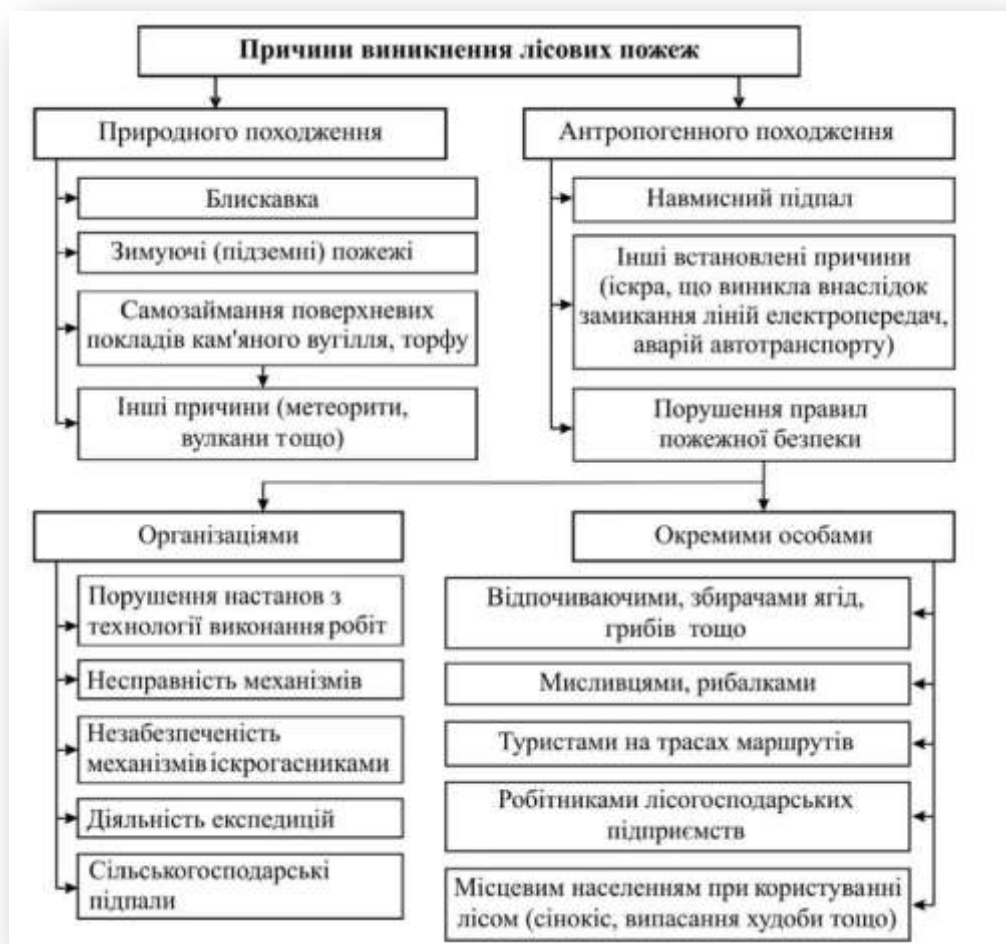 Причини виникнення лісових пожеж
Природного походження
Блискавка
Зимуючі (підземні) пожежі
Самозаймання поверхневих
покладів кам'яного вугілля, торфу
Інші причини (метеорити,
вулкани тощо)
Антропогенного походження
Навмисний підпал
Інші встановлені причини
(іскра, що виникла внаслідок
замикання ліній електропередач,
аварій автотранспорту)
Порушення правил
пожежної безпеки
Організаціями
Порушення настанов з
технології виконання робіт
Несправність механізмів
Незабезпеченість
механізмів іскрогасниками
Діяльність експедицій
Сільськогосподарські
підпали
Окремими особами
Відпочиваючими, збирачами ягід,
грибів тощо
Мисливцями, рибалками
Туристами на трасах маршрутів
Робітниками лісогосподарських
підприємств
Місцевим населенням при користуванні
лісом (сінокіс, випасання худоби тощо)